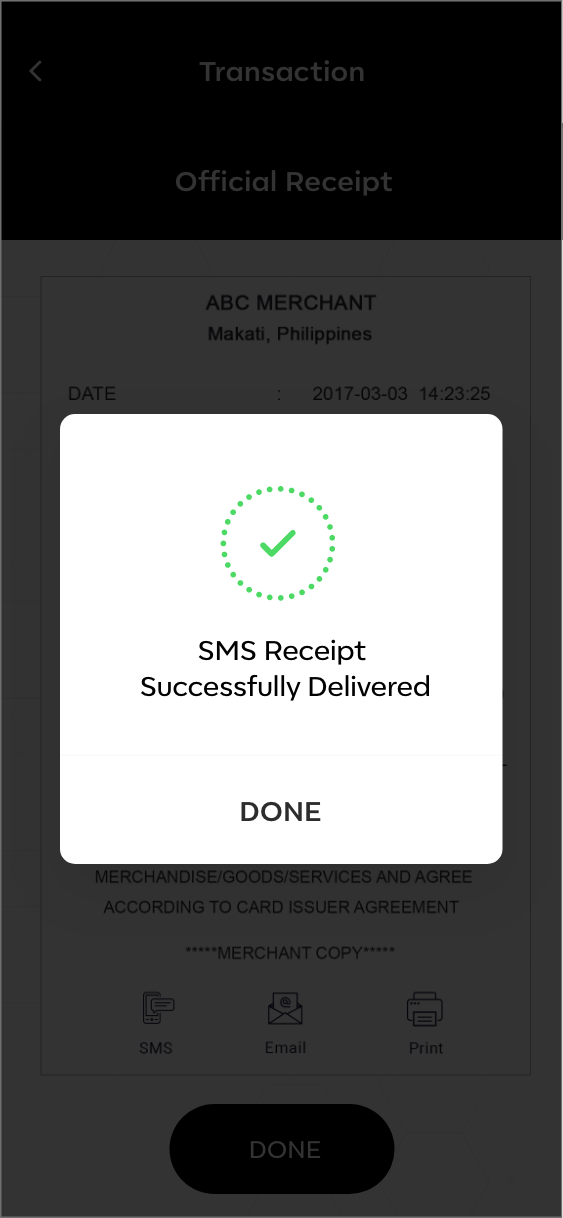 Transaction
Official Receipt
ABC MERCHANT
Makati, Philippines
DATE : 2017-03-03 14:23:25
SMS Receipt
Successfully Delivered
DONE
MERCHANDISE/GOODS/SERVICES AND AGREE
ACCORDING TO CARD ISSUER AGREEMENT
*****MERCHANT COPY*****
SMS Email Print
DONE